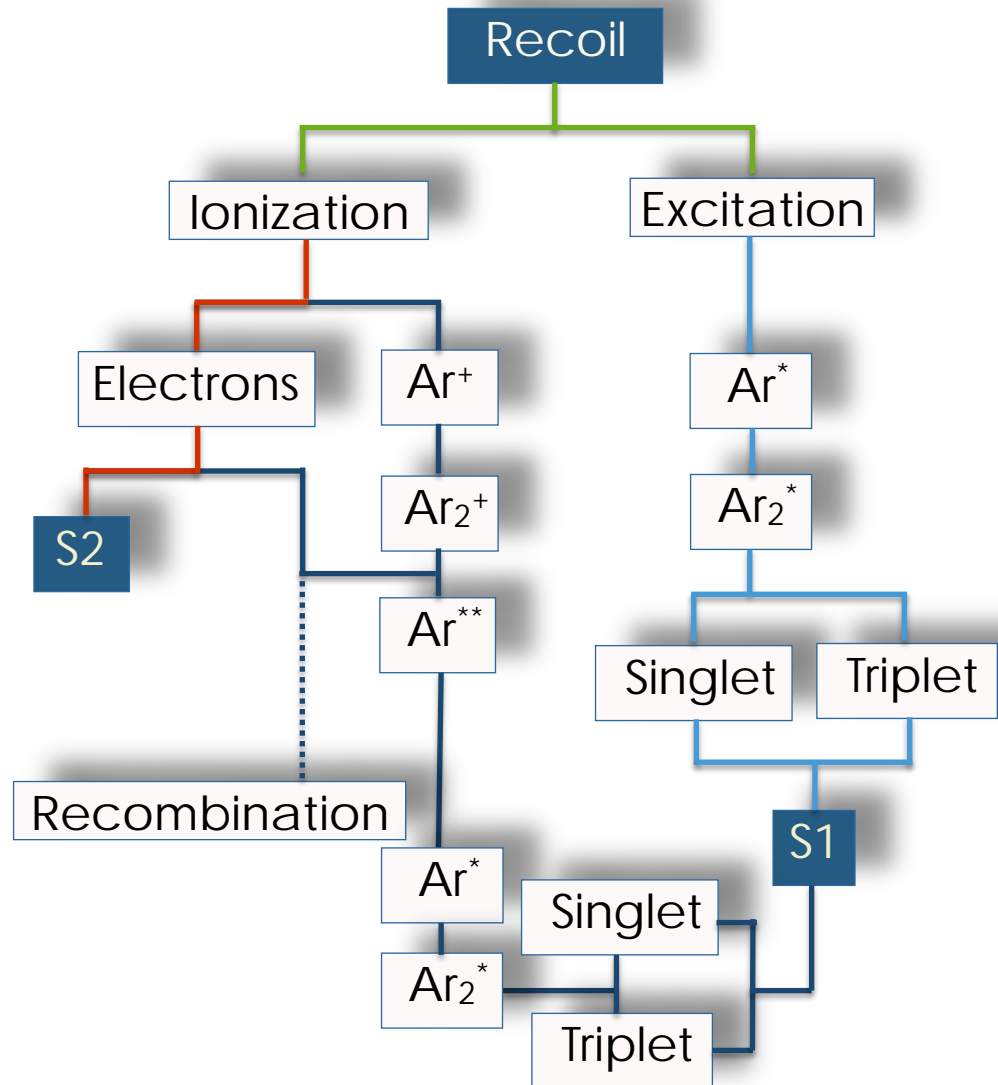 Recoil
Ionization
Excitation
Electrons
Ar⁺
Ar*
Ar₂⁺
Ar₂*
S2
Ar**
Singlet
Triplet
Recombination
S1
Ar*
Singlet
Ar₂*
Triplet